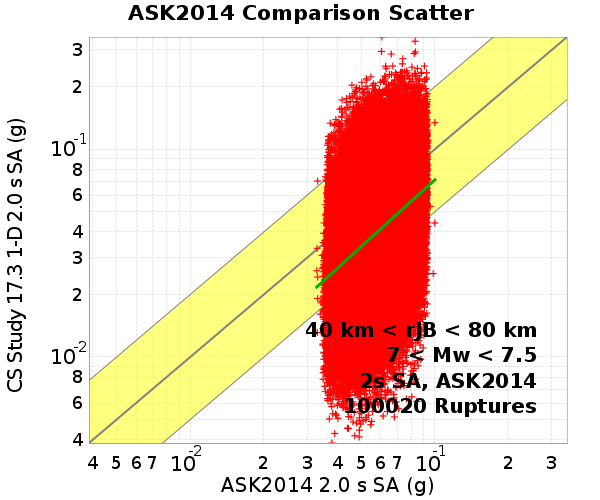 ASK2014 Comparison Scatter
CS Study 17.3 1-D 2.0 s SA (g)
3
2
10-1
8
6
4
3
2
10-2
8
6
4
40 km < rJB < 80 km
7 < Mw < 7.5
2s SA, ASK2014
100020 Ruptures
4 5 6 7 10-2 2 3 4 5 6 7 10-1 2 3
ASK2014 2.0 s SA (g)